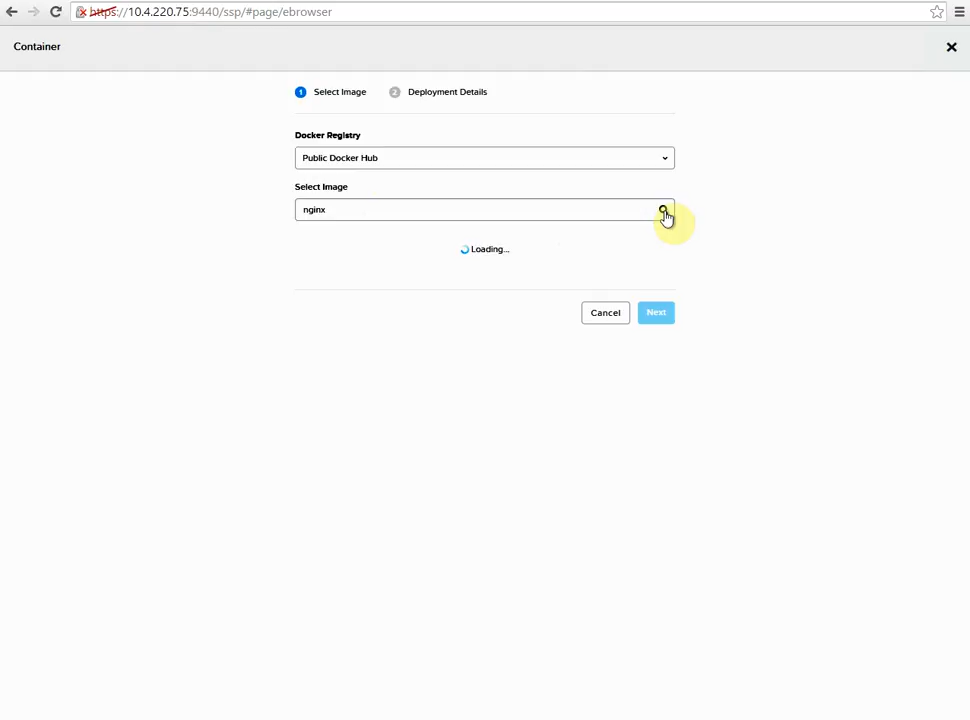 https://10.4.220.75:9440/ssp/#page/ebrowser
Container
1 Select Image 2 Deployment Details
Docker Registry
Public Docker Hub
Select Image
nginx
Loading...
Cancel Next